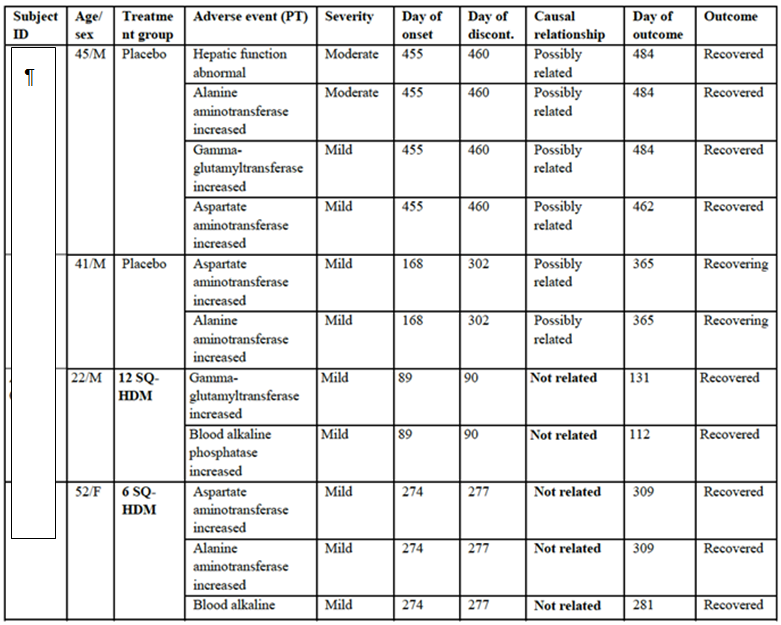 Subject ID Age/ sex Treatme nt group Adverse event (PT) Severity Day of onset Day of discont. Causal relationship Day of outcome Outcome
¶
45/M Placebo Hepatic function abnormal Moderate 455 460 Possibly related 484 Recovered
Alanine aminotransferase increased Moderate 455 460 Possibly related 484 Recovered
Gamma- glutamyltransferase increased Mild 455 460 Possibly related 484 Recovered
Aspartate aminotransferase increased Mild 455 460 Possibly related 462 Recovered
41/M Placebo Aspartate aminotransferase increased Mild 168 302 Possibly related 365 Recovering
Alanine aminotransferase increased Mild 168 302 Possibly related 365 Recovering
22/M 12 SQ- HDM Gamma- glutamyltransferase increased Mild 89 90 Not related 131 Recovered
Blood alkaline phosphatase increased Mild 89 90 Not related 112 Recovered
52/F 6 SQ- HDM Aspartate aminotransferase increased Mild 274 277 Not related 309 Recovered
Alanine aminotransferase increased Mild 274 277 Not related 309 Recovered
Blood alkaline Mild 274 277 Not related 281 Recovered